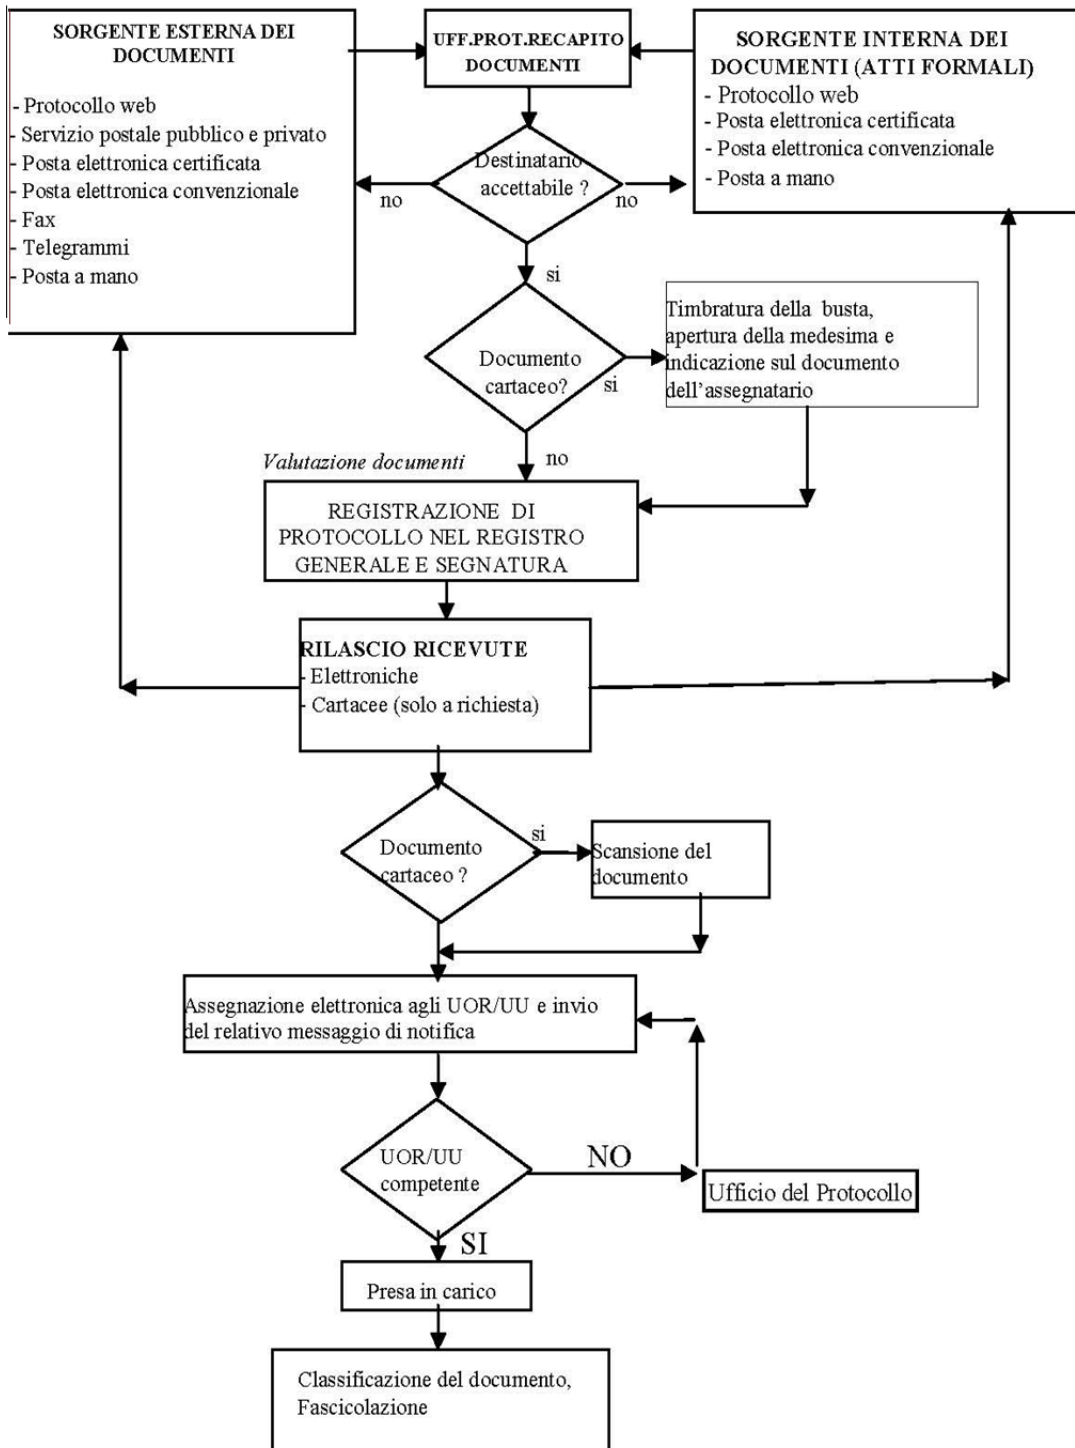 SORGENTE ESTERNA DEI
DOCUMENTI
- Protocollo web
- Servizio postale pubblico e privato
- Posta elettronica certificata
- Posta elettronica convenzionale
- Fax
- Telegrammi
- Posta a mano
UFF.PROT.RECAPITO
DOCUMENTI
SORGENTE INTERNA DEI
DOCUMENTI (ATTI FORMALI)
- Protocollo web
- Posta elettronica certificata
- Posta elettronica convenzionale
- Posta a mano
Destinatario
accettabile ?
no
no
si
Documento
cartaceo?
si
Timbratura della busta,
apertura della medesima e
indicazione sul documento
dell'assegnatario
no
Valutazione documenti
REGISTRAZIONE DI
PROTOCOLLO NEL REGISTRO
GENERALE E SEGNATURA
RILASCIO RICEVUTE
- Elettroniche
- Cartacee (solo a richiesta)
Documento
cartaceo ?
si
Scansione del
documento
Assegnazione elettronica agli UOR/UU e invio
del relativo messaggio di notifica
UOR/UU
competente
NO
Ufficio del Protocollo
SI
Presa in carico
Classificazione del documento,
Fascicolazione